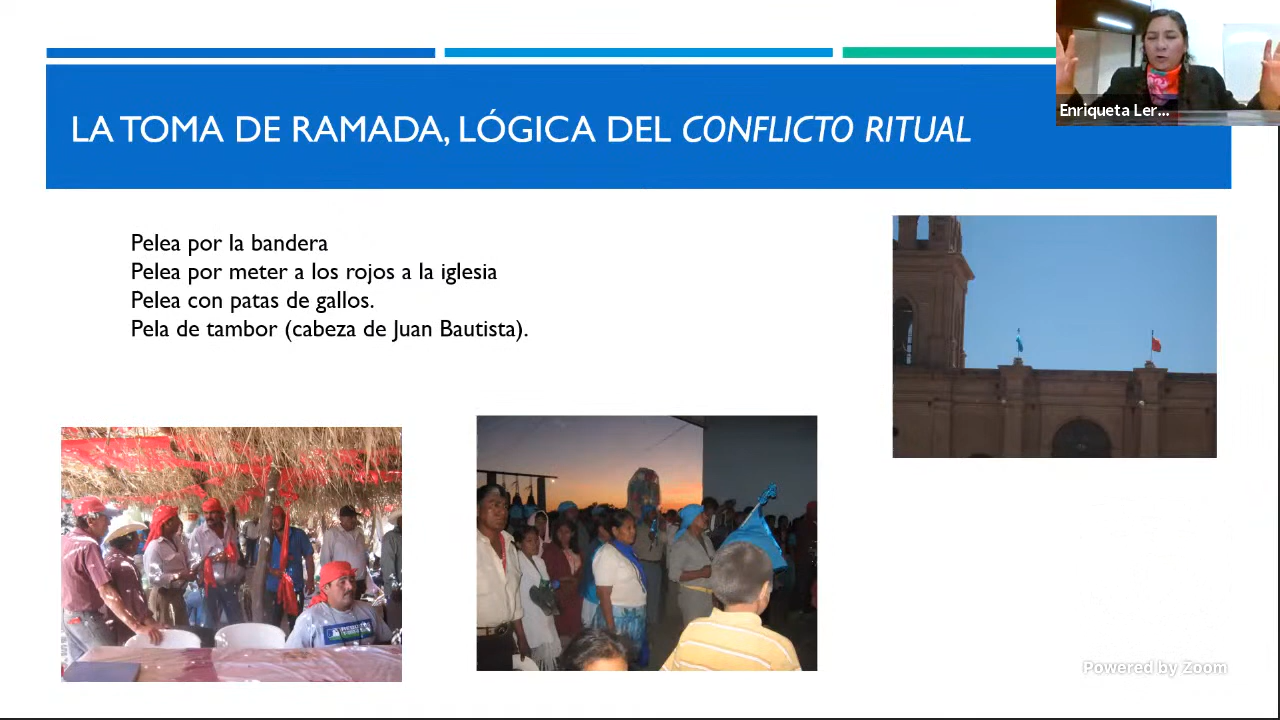 LA TOMA DE RAMADA, LÓGICA DEL CONFLICTO RITUAL
Enriqueta Ler...
Pelea por la bandera
Pelea por meter a los rojos a la iglesia
Pelea con patas de gallos.
Pela de tambor (cabeza de Juan Bautista).
Powered by Zoom